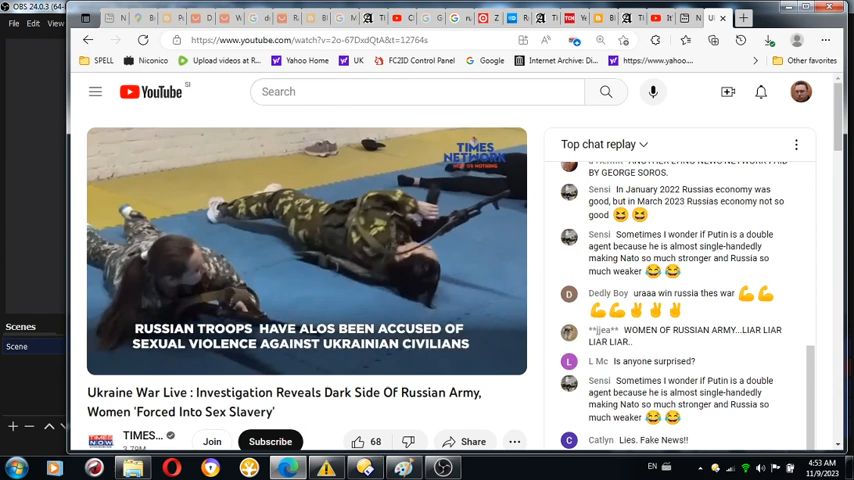 OBS 24.0.3 (64-
File Edit View
https://www.youtube.com/watch?v=2o-67DxdQtA&t=12764s
SPELL Niconico Upload videos at R... Yahoo Home UK FC2ID Control Panel Google Internet Archive: Di... https://www.yahoo... Other favorites
YouTube SI
Search
TIMES
NETWORK
Top chat replay
BY GEORGE SOROS.
Sensi In January 2022 Russias economy was
good, but in March 2023 Russias economy not so
good
Sensi Sometimes I wonder if Putin is a double
agent because he is almost single-handedly
making Nato so much stronger and Russia so
much weaker
Dedly Boy uraaa win russia thes war
**jjea** WOMEN OF RUSSIAN ARMY...LIAR LIAR
LIAR LIAR..
L Mc Is anyone surprised?
Sensi Sometimes I wonder if Putin is a double
agent because he is almost single-handedly
making Nato so much stronger and Russia so
much weaker
Catlyn Lies. Fake News!!
RUSSIAN TROOPS HAVE ALOS BEEN ACCUSED OF
SEXUAL VIOLENCE AGAINST UKRAINIAN CIVILIANS
Ukraine War Live : Investigation Reveals Dark Side Of Russian Army,
Women 'Forced Into Sex Slavery'
TIMES NOW
TIMES...
Join
Subscribe
68
Share
Scenes
Scene
EN
4:53 AM
11/9/2023